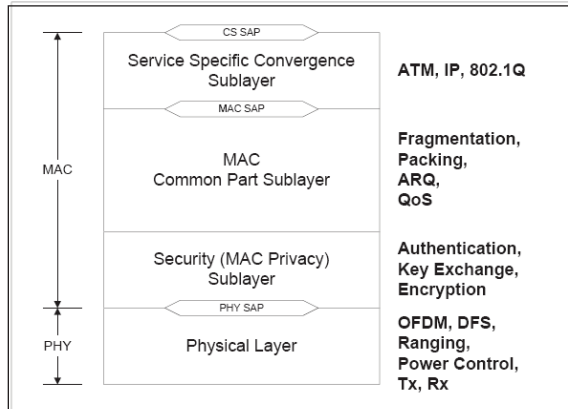 CS SAP
Service Specific Convergence
Sublayer
ATM, IP, 802.1Q
MAC SAP
MAC
MAC
Common Part Sublayer
Fragmentation,
Packing,
ARQ,
QoS
Security (MAC Privacy)
Sublayer
Authentication,
Key Exchange,
Encryption
PHY SAP
PHY
Physical Layer
OFDM, DFS,
Ranging,
Power Control,
Tx, Rx